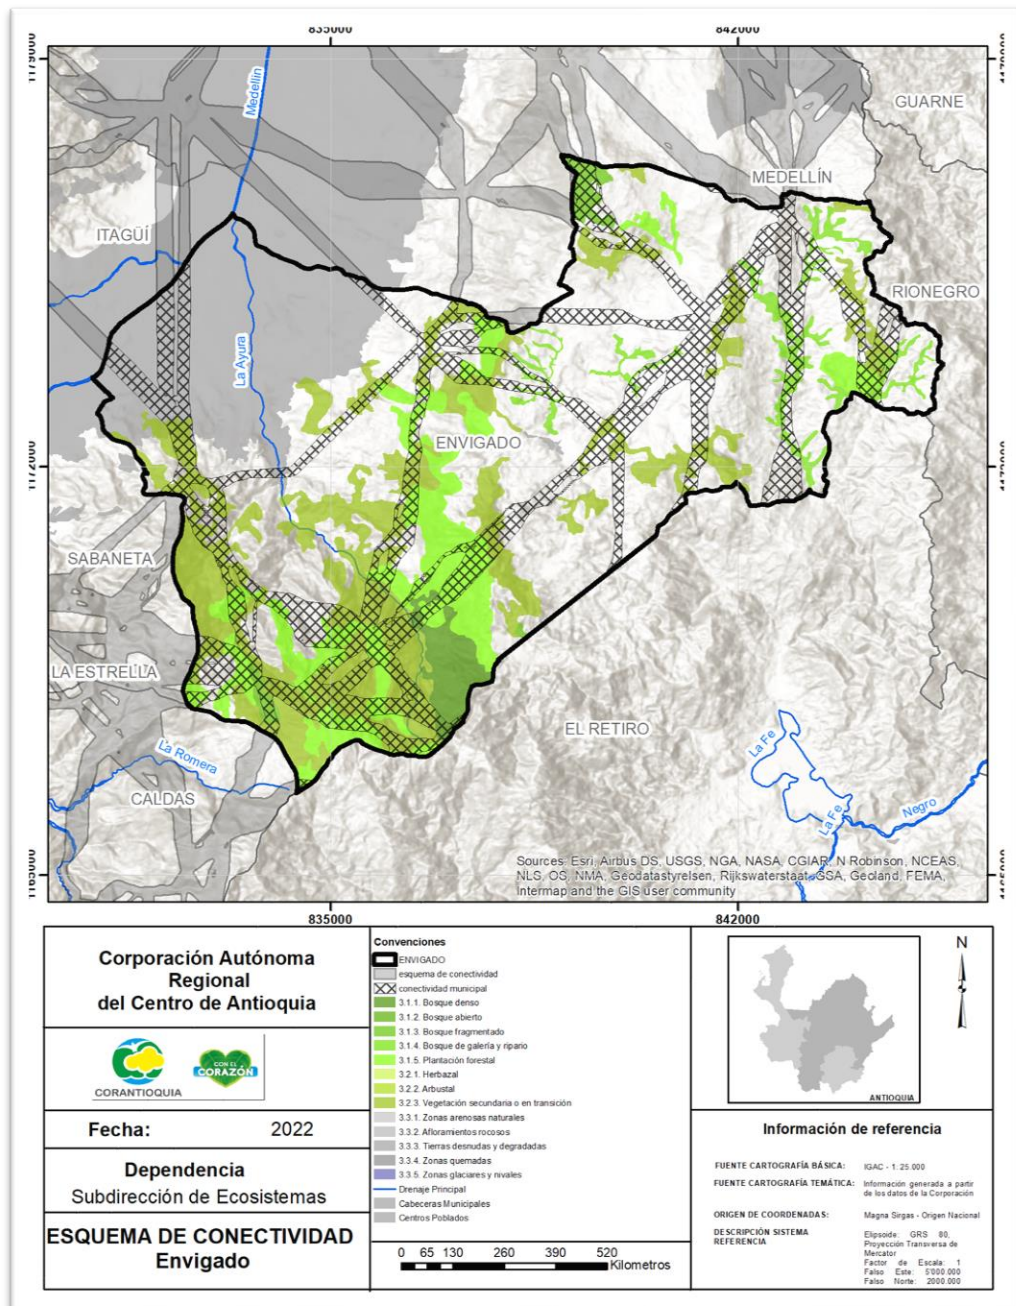 835000
842000
1179000
1179000
GUARNE
Medellín
MEDELLÍN
ITAGÜÍ
RIONEGRO
La Ayura
ENVIGADO
1172000
1172000
SABANETA
LA ESTRELLA
EL RETIRO
La Romera
CALDAS
La Fe
La Fe
Negro
1165000
1165000
Sources: Esri, Airbus DS, USGS, NGA, NASA, CGIAR, N Robinson, NCEAS,
NLS, OS, NMA, Geodatastyrelsen, Rijkswaterstaat, GSA, Geoland, FEMA,
Intermap and the GIS user community
835000
842000
Corporación Autónoma
Regional
del Centro de Antioquia
CORANTIOQUIA
CON EL
CORAZÓN
Fecha: 2022
Dependencia
Subdirección de Ecosistemas
ESQUEMA DE CONECTIVIDAD
Envigado
Convenciones
ENVIGADO
esquema de conectividad
conectividad municipal
3.1.1. Bosque denso
3.1.2. Bosque abierto
3.1.3. Bosque fragmentado
3.1.4. Bosque de galería y ripario
3.1.5. Plantación forestal
3.2.1. Herbazal
3.2.2. Arbustal
3.2.3. Vegetación secundaria o en transición
3.3.1. Zonas arenosas naturales
3.3.2. Afloramientos rocosos
3.3.3. Tierras desnudas y degradadas
3.3.4. Zonas quemadas
3.3.5. Zonas glaciares y nivales
Drenaje Principal
Cabeceras Municipales
Centros Poblados
0 65 130 260 390 520
Kilometros
N
ANTIOQUIA
Información de referencia
FUENTE CARTOGRAFÍA BÁSICA: IGAC - 1: 25.000
FUENTE CARTOGRAFÍA TEMÁTICA: Información generada a partir
de los datos de la Corporación
ORIGEN DE COORDENADAS: Magna Sirgas - Origen Nacional
DESCRIPCIÓN SISTEMA
REFERENCIA
Elipsoide: GRS 80,
Proyección Transversa de
Mercator
Factor de Escala: 1
Falso Este: 5'000.000
Falso Norte: 2000.000